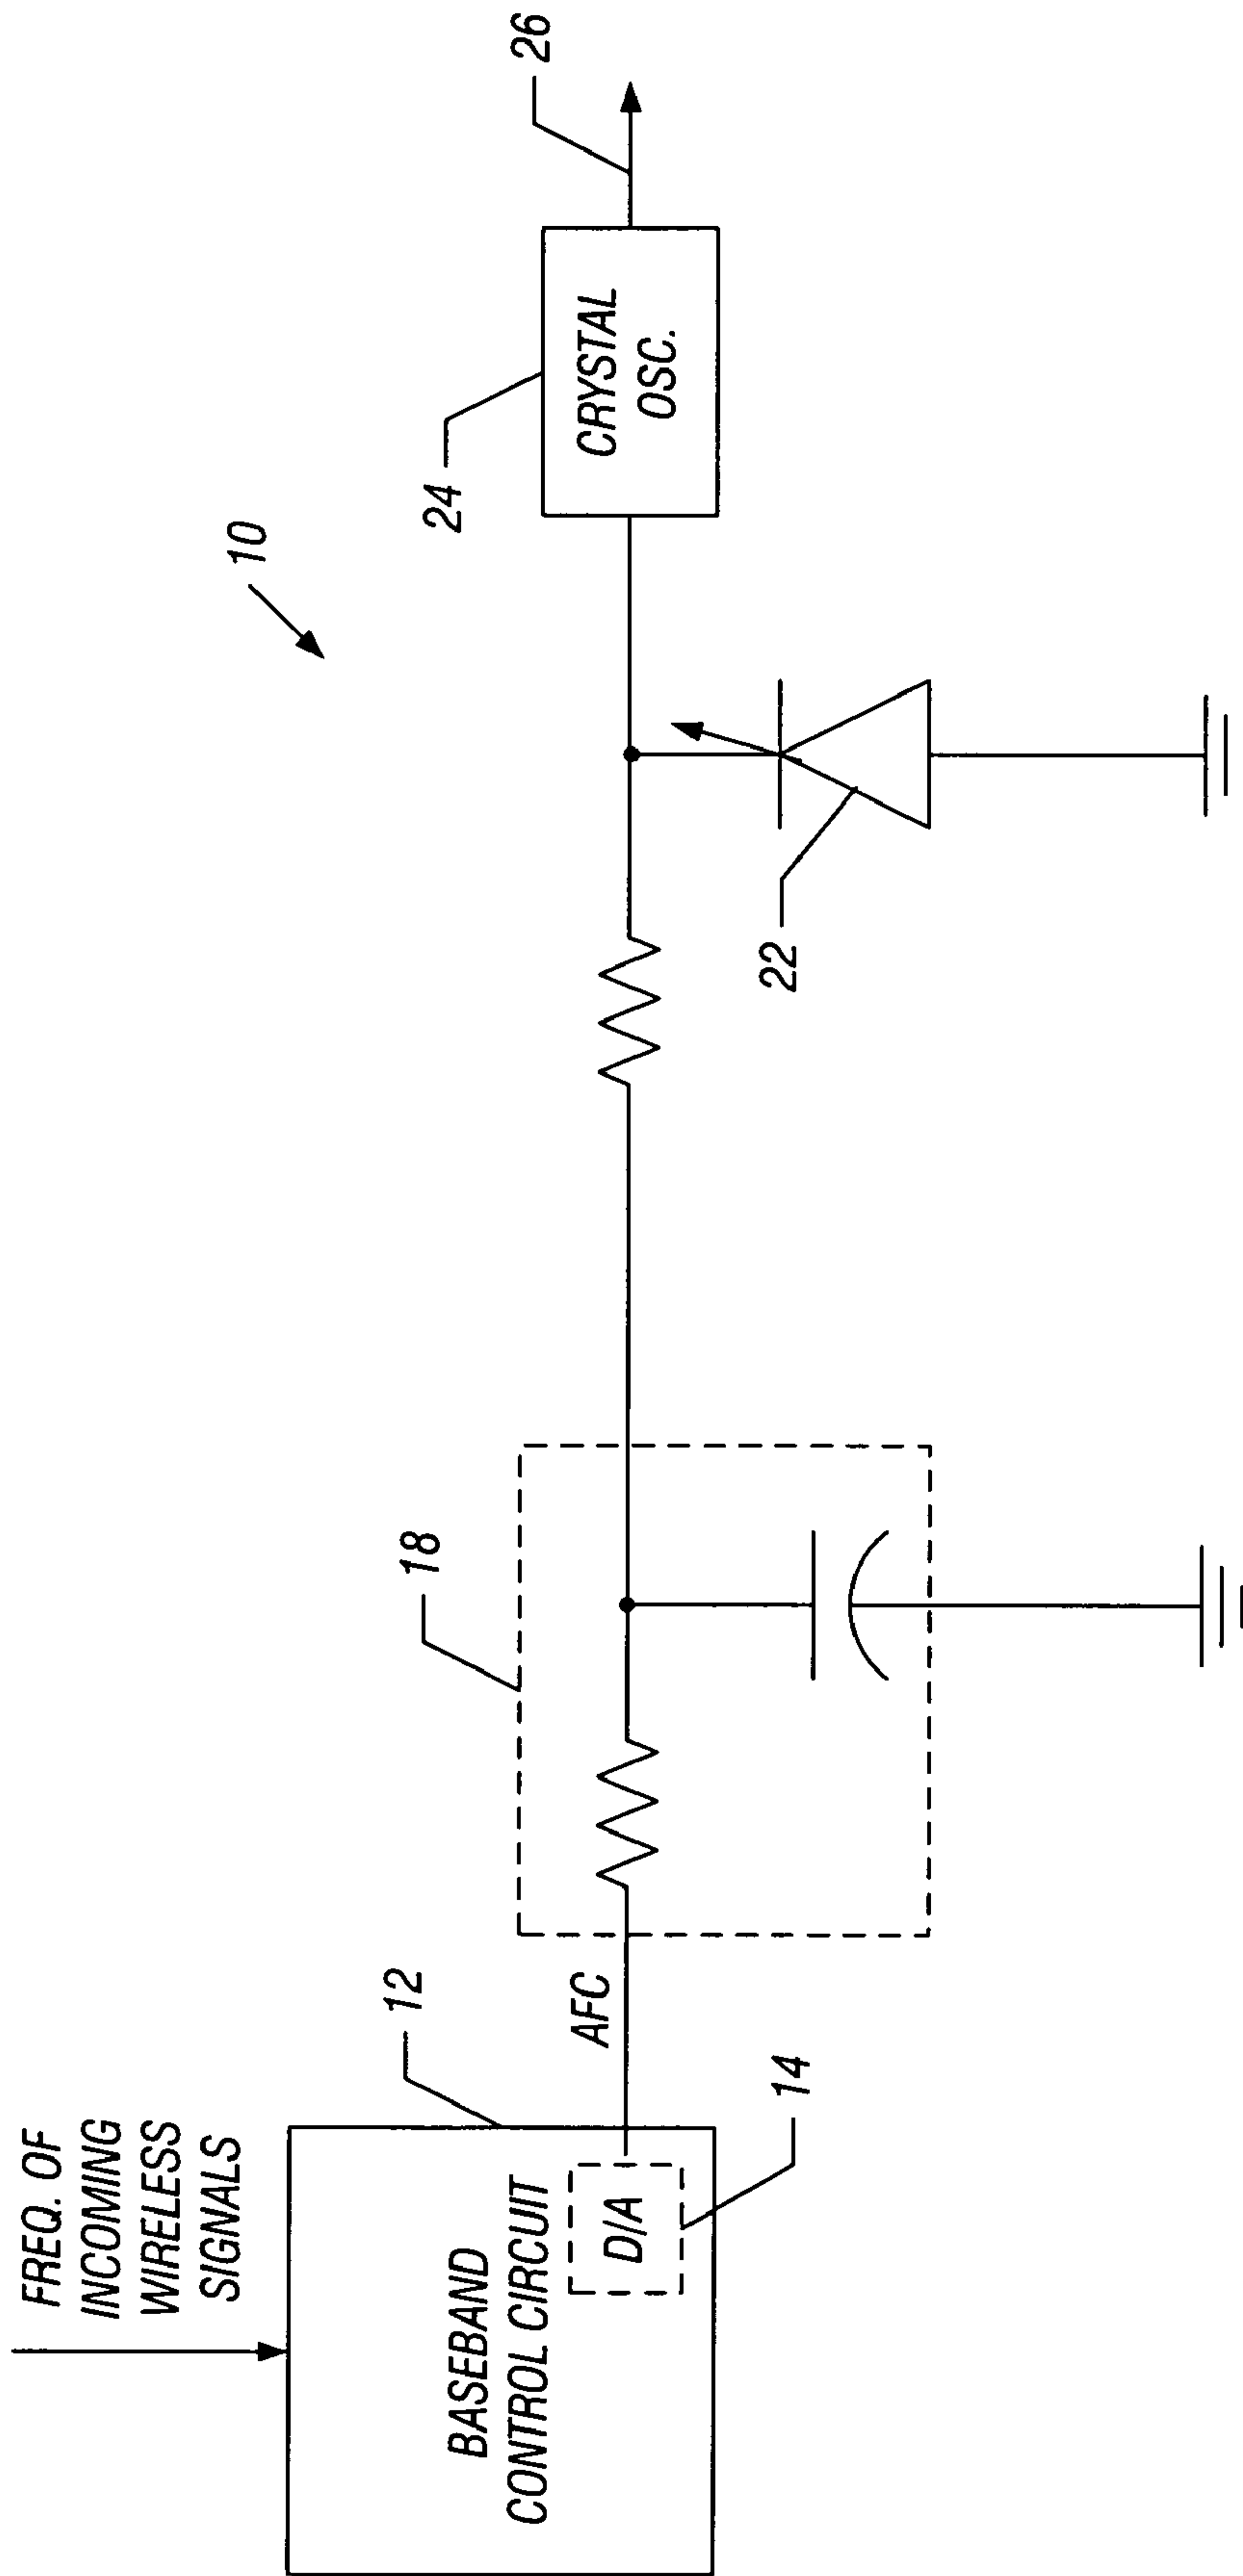 FREQ. OF
INCOMING
WIRELESS
SIGNALS
BASEBAND
CONTROL CIRCUIT
D/A
12
14
AFC
18
10
22
24
CRYSTAL
OSC.
26